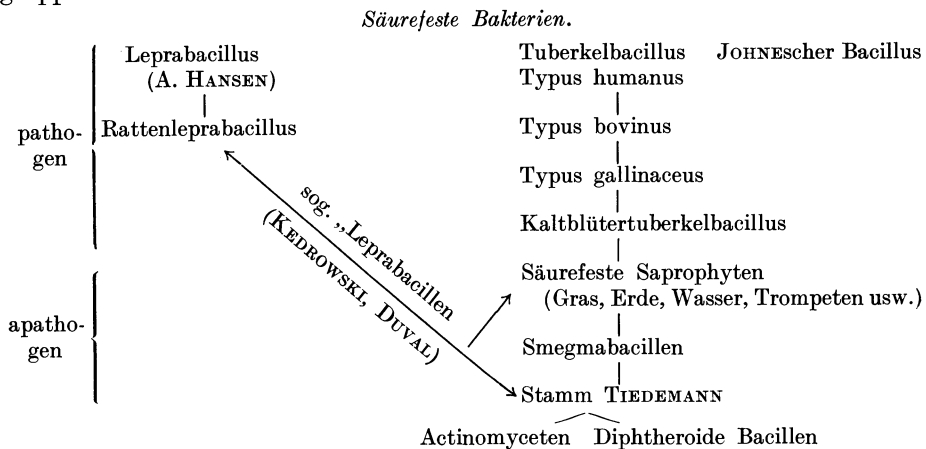 Säurefeste Bakterien.
Leprabacillus
(A. HANSEN)
Rattenleprabacillus
patho-
gen
apatho-
gen
sog. „Leprabacillen
(KEDROWSKI, DUVAL)
Tuberkelbacillus JOHNEscher Bacillus
Typus humanus
Typus bovinus
Typus gallinaceus
Kaltblütertuberkelbacillus
Säurefeste Saprophyten
(Gras, Erde, Wasser, Trompeten usw.)
Smegmabacillen
Stamm TIEDEMANN
Actinomyceten Diphtheroide Bacillen